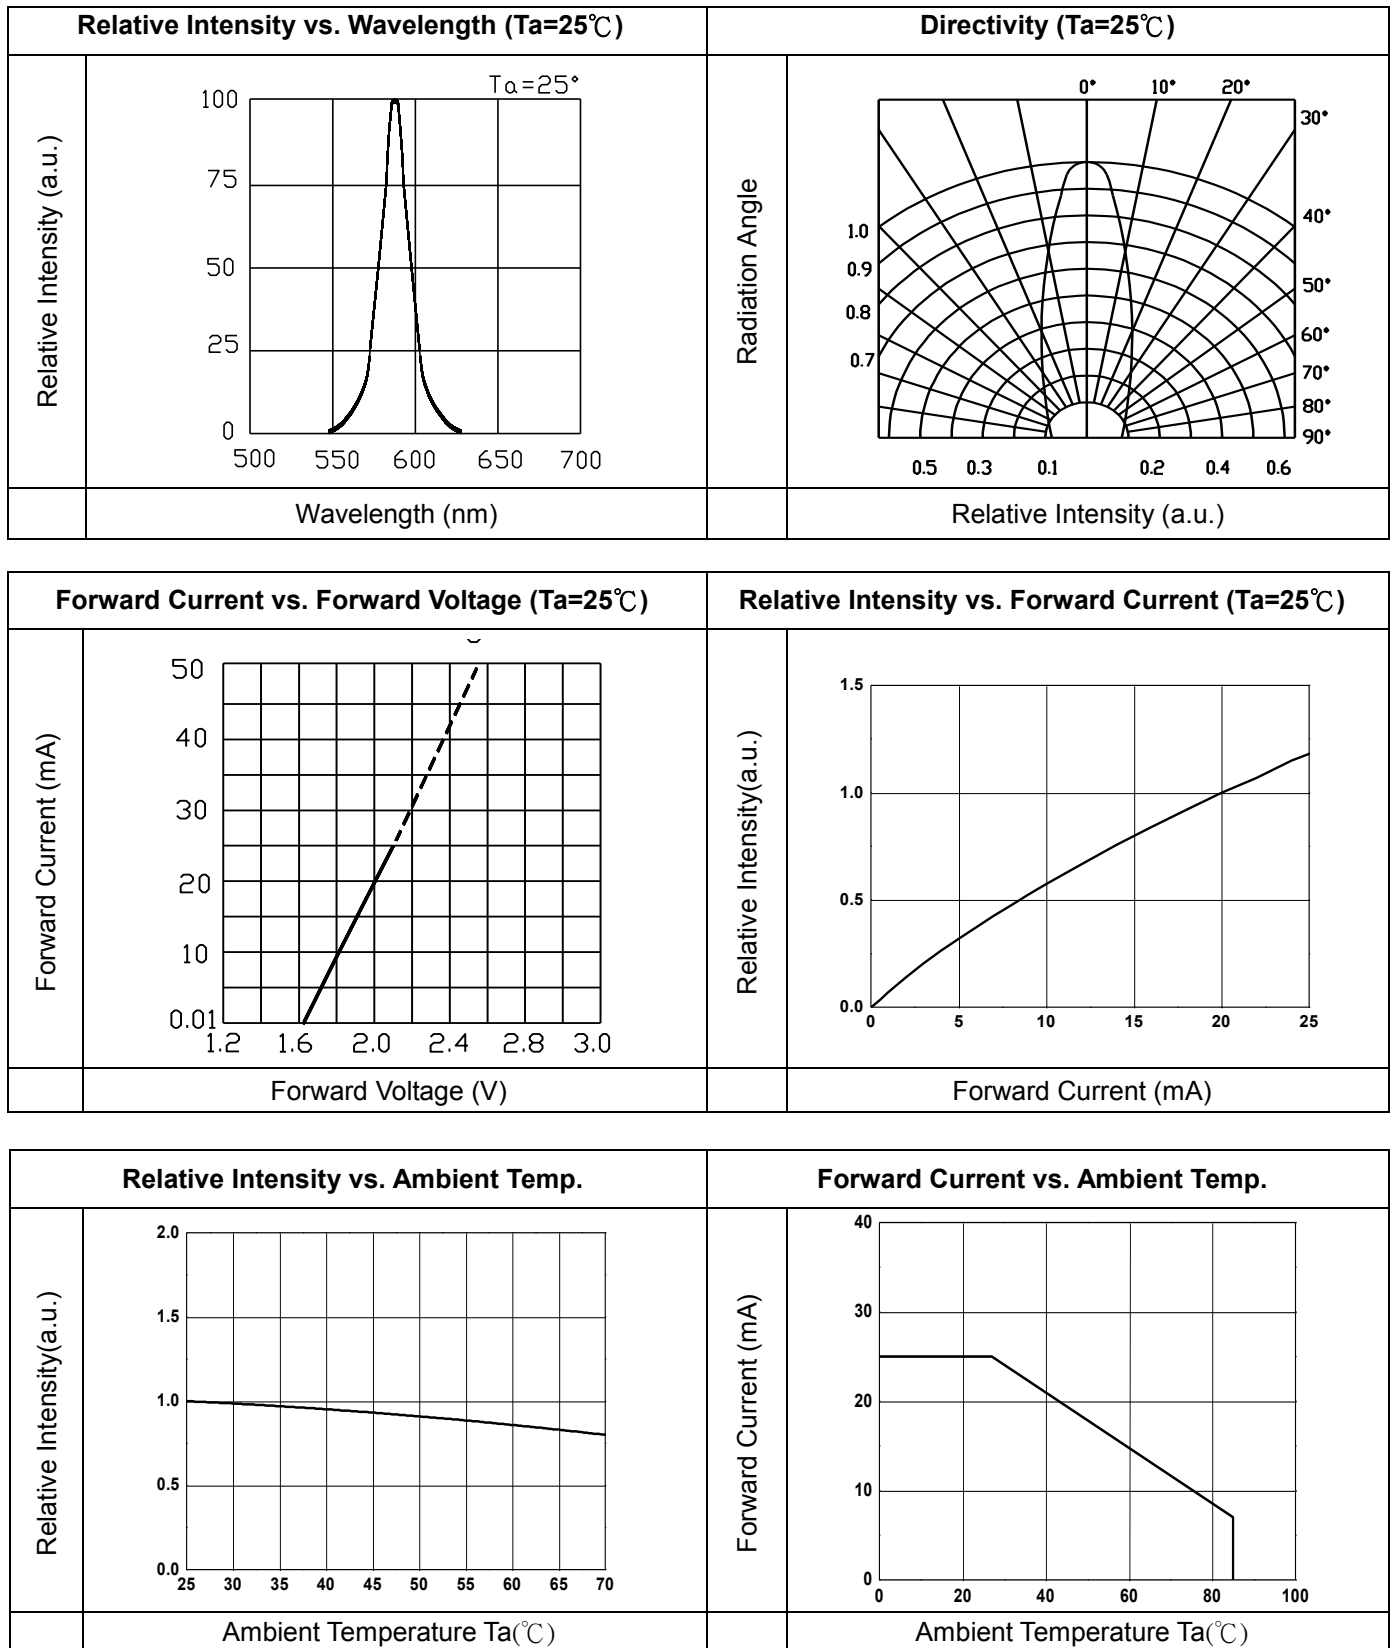 Relative Intensity vs. Wavelength (Ta=25℃)
Directivity (Ta=25℃)
Relative Intensity (a.u.)
Ta=25°
100
75
50
25
0
500 550 600 650 700
Wavelength (nm)
Radiation Angle
0° 10° 20°
30°
40°
50°
60°
70°
80°
90°
1.0
0.9
0.8
0.7
0.5 0.3 0.1 0.2 0.4 0.6
Relative Intensity (a.u.)
Forward Current vs. Forward Voltage (Ta=25℃)
Relative Intensity vs. Forward Current (Ta=25℃)
Forward Current (mA)
50
40
30
20
10
0.01
1.2 1.6 2.0 2.4 2.8 3.0
Forward Voltage (V)
Relative Intensity(a.u.)
1.5
1.0
0.5
0.0
0 5 10 15 20 25
Forward Current (mA)
Relative Intensity vs. Ambient Temp.
Forward Current vs. Ambient Temp.
Relative Intensity(a.u.)
2.0
1.5
1.0
0.5
0.0
25 30 35 40 45 50 55 60 65 70
Ambient Temperature Ta(℃)
Forward Current (mA)
40
30
20
10
0
0 20 40 60 80 100
Ambient Temperature Ta(℃)